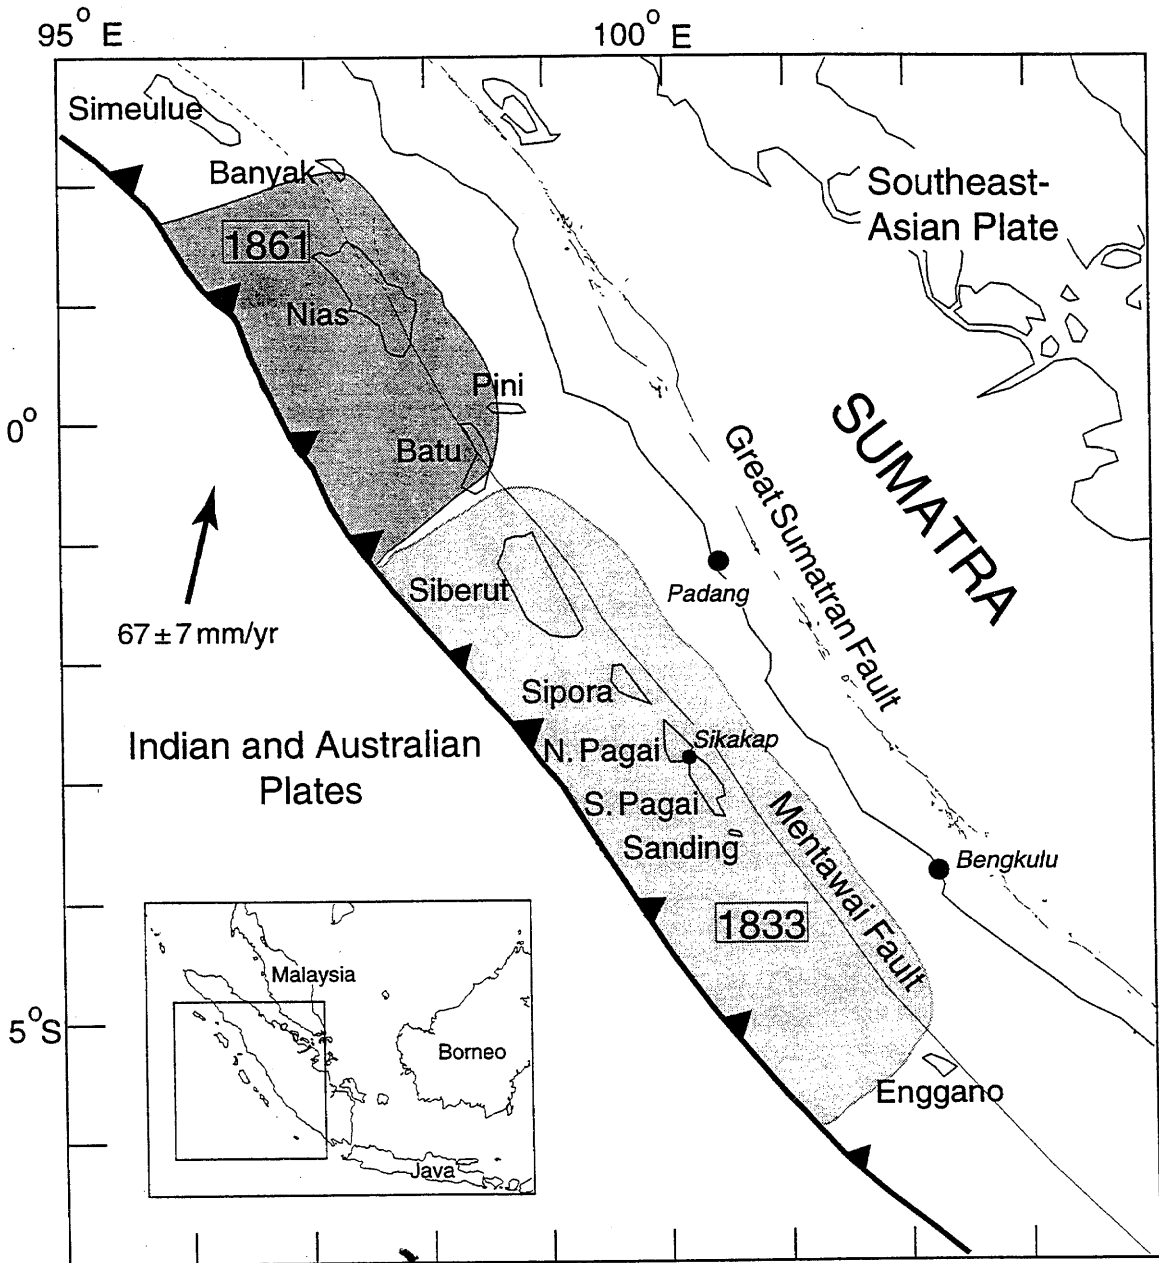 95° E
100° E
Simeulue
Banyak
Southeast-
Asian Plate
1861
Nias
Pini
0°
Batu
SUMATRA
Great Sumatran Fault
Siberut
Padang
67 ± 7 mm/yr
Sipora
Indian and Australian
Plates
N. Pagai
Sikakap
S. Pagai
Sanding
Mentawai Fault
Bengkulu
1833
Malaysia
5°S
Borneo
Enggano
Java